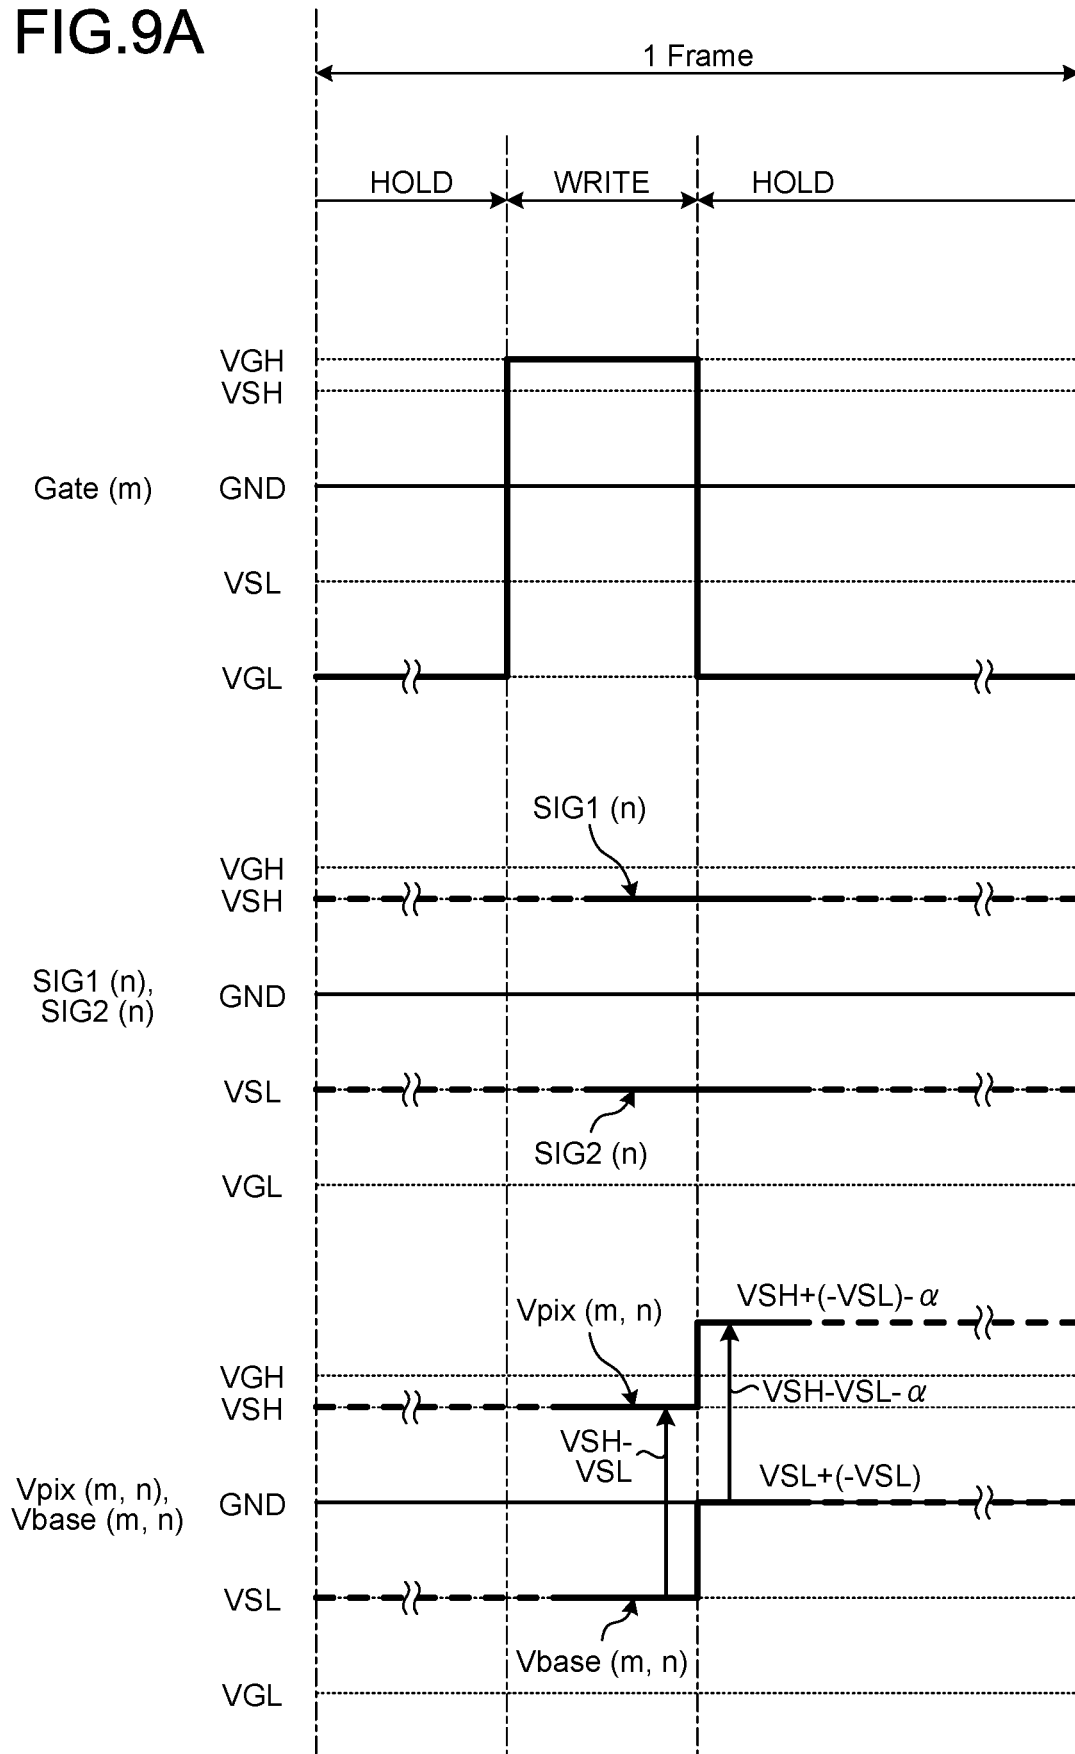 FIG.9A
1 Frame
HOLD
WRITE
HOLD
VGH
VSH
Gate (m)
GND
VSL
VGL
SIG1 (n)
VGH
VSH
SIG1 (n),
SIG2 (n)
GND
VSL
SIG2 (n)
VGL
VSH+(-VSL)-α
Vpix (m, n)
VGH
VSH-VSL-α
VSH
VSH-
VSL
VSL+(-VSL)
Vpix (m, n),
Vbase (m, n)
GND
VSL
Vbase (m, n)
VGL